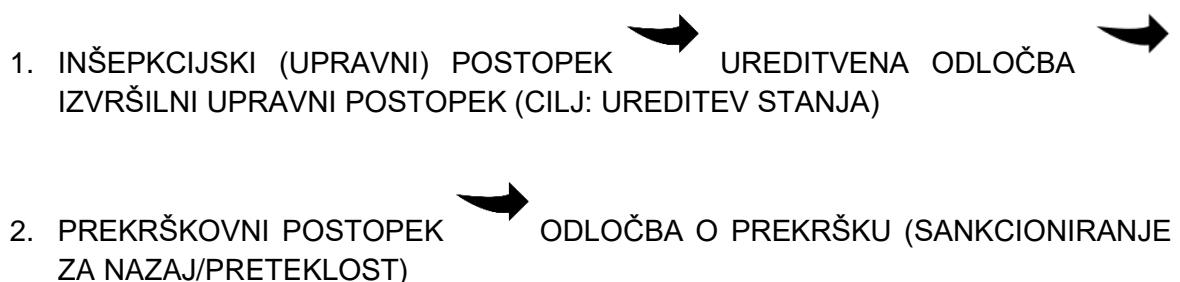 1. INŠEPKCIJSKI (UPRAVNI) POSTOPEK UREDITVENA ODLOČBA
IZVRŠILNI UPRAVNI POSTOPEK (CILJ: UREDITEV STANJA)
2. PREKRŠKOVNI POSTOPEK ODLOČBA O PREKRŠKU (SANKCIONIRANJE
ZA NAZAJ/PRETEKLOST)